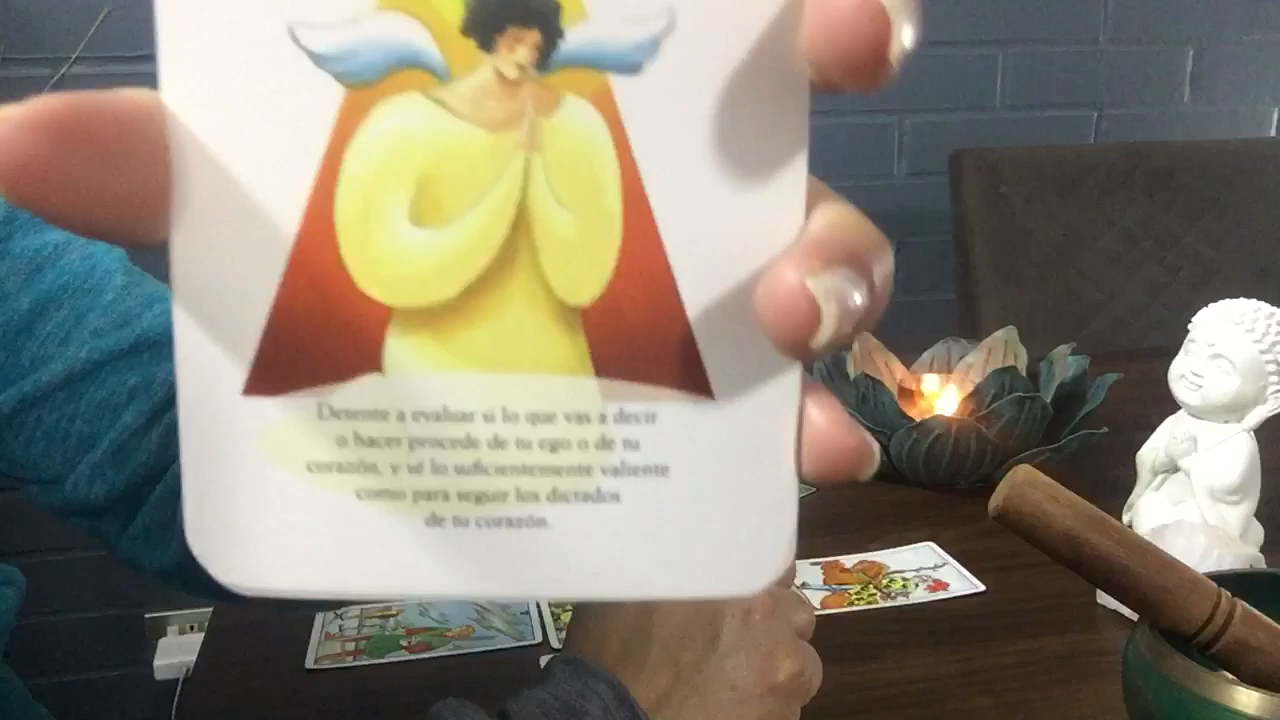 Detente a evaluar si lo que vas a decir
o hacer procede de tu ego o de tu
corazón, y sé lo suficientemente valiente
como para seguir los dictados
de tu corazón.